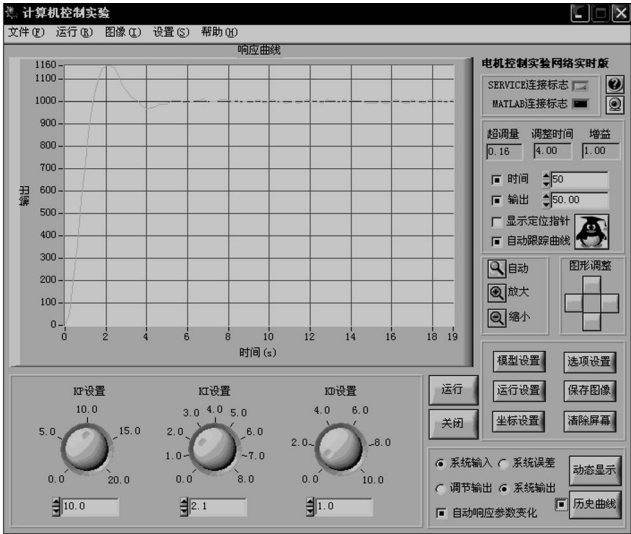 计算机控制实验
文件(F) 运行(R) 图像(I) 设置(S) 帮助(H)
响应曲线
1160
1000
900
800
700
600
500
400
300
200
100
0
0 2 4 6 8 10 12 14 16 18 19
时间(s)
电机控制实验网络实时版
SERVICE连接标志
MATLAB连接标志
超调量 调整时间 增益
0.16 4.00 1.00
时间 50
输出 50.00
显示定位指针
自动跟踪曲线
自动
放大
缩小
图形调整
模型设置 选项设置
运行设置 保存图像
坐标设置 清除屏幕
运行
关闭
KP设置
0.0 5.0 10.0 15.0 20.0
10.0
KI设置
0.0 1.0 2.0 3.0 4.0 5.0 6.0 7.0 8.0
2.1
KD设置
0.0 2.0 4.0 6.0 8.0 10.0
1.0
系统输入 系统误差
调节输出 系统输出
自动响应参数变化
动态显示
历史曲线